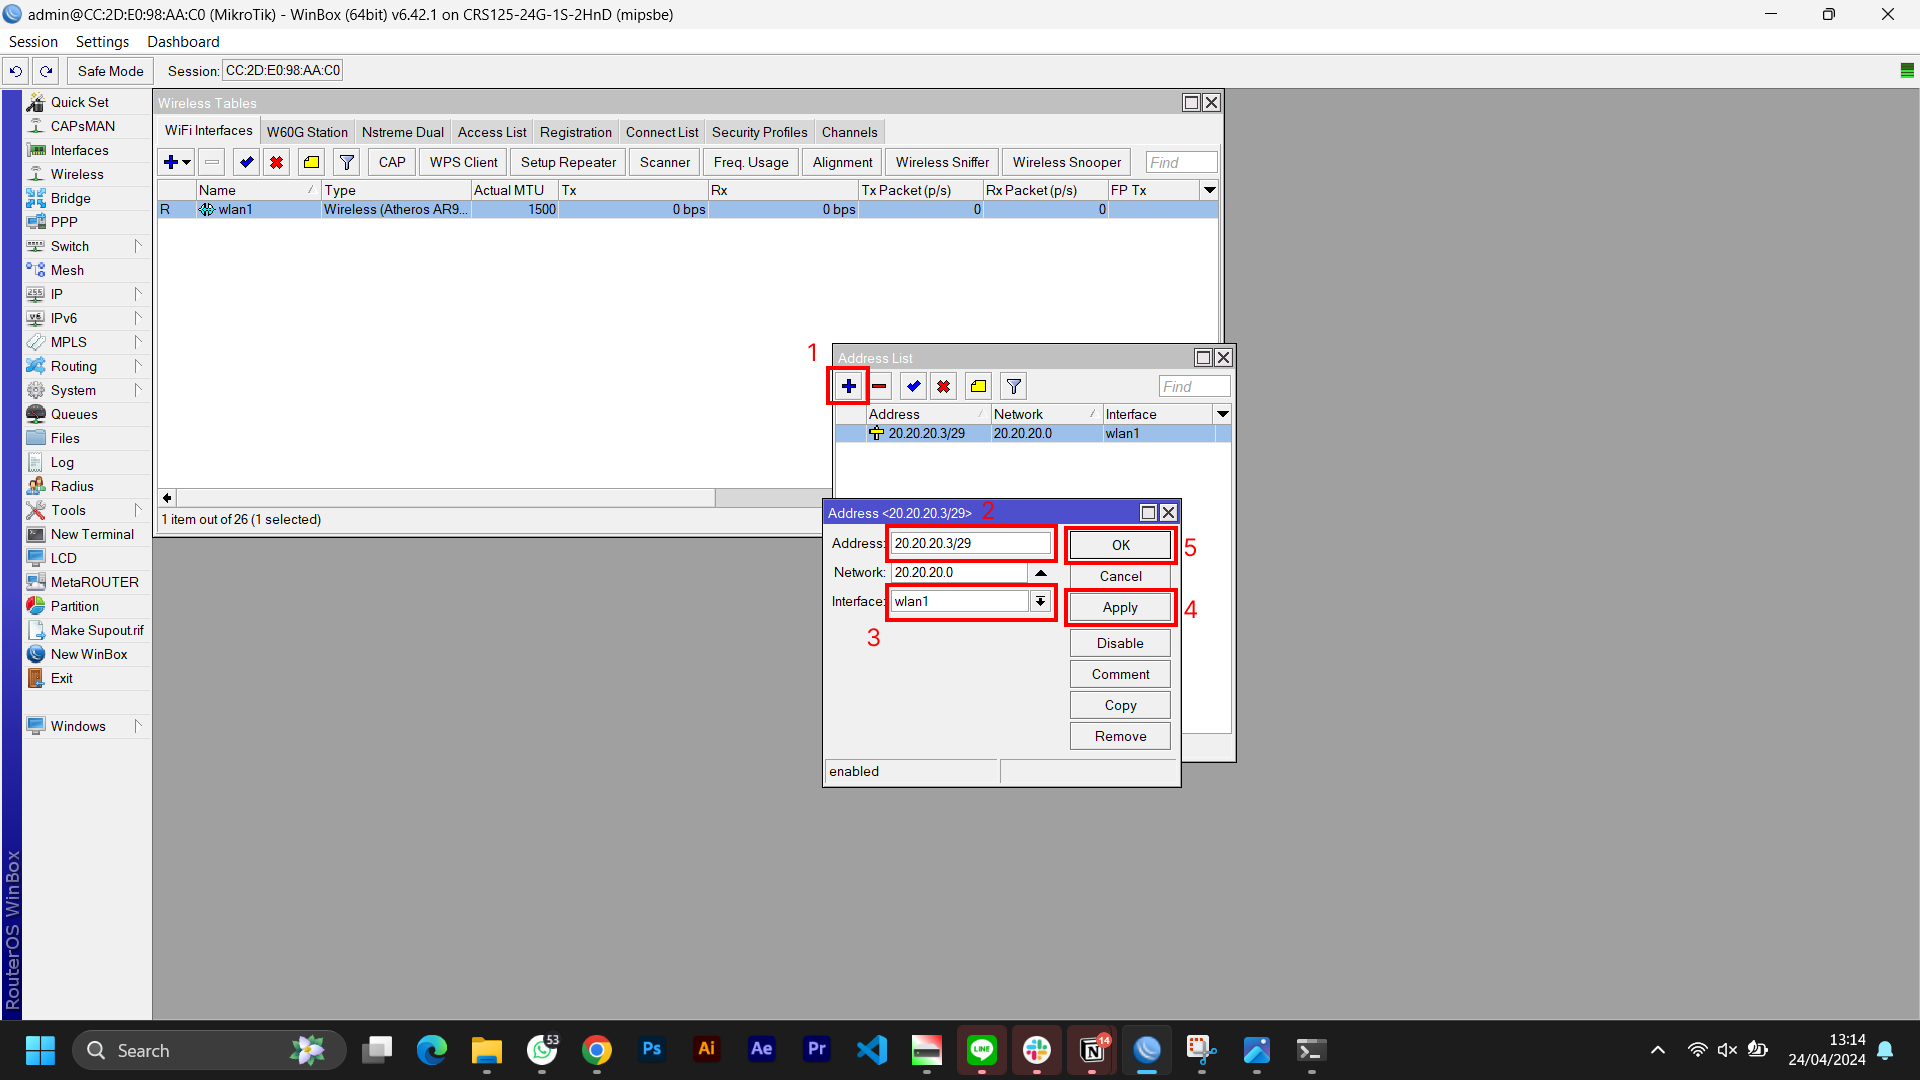 admin@CC:2D:E0:98:AA:C0 (MikroTik) - WinBox (64bit) v6.42.1 on CRS125-24G-1S-2HnD (mipsbe)
Session Settings Dashboard
Safe Mode Session: CC:2D:E0:98:AA:C0
Quick Set
CAPsMAN
Interfaces
Wireless
Bridge
PPP
Switch
Mesh
IP
IPv6
MPLS
Routing
System
Queues
Files
Log
Radius
Tools
New Terminal
LCD
MetaROUTER
Partition
Make Supout.rif
New WinBox
Exit
Windows
RouterOS WinBox
Wireless Tables
WiFi Interfaces W60G Station Nstreme Dual Access List Registration Connect List Security Profiles Channels
CAP WPS Client Setup Repeater Scanner Freq. Usage Alignment Wireless Sniffer Wireless Snooper Find
Name Type Actual MTU Tx Rx Tx Packet (p/s) Rx Packet (p/s) FP Tx
R wlan1 Wireless (Atheros AR9... 1500 0 bps 0 bps 0 0
1 item out of 26 (1 selected)
1
Address List
Find
Address Network Interface
20.20.20.3/29 20.20.20.0 wlan1
Address <20.20.20.3/29> 2
Address: 20.20.20.3/29
Network: 20.20.20.0
Interface: wlan1
3
OK 5
Cancel
Apply 4
Disable
Comment
Copy
Remove
enabled
Search
53
Ps
Ai
Ae
Pr
LINE
14
13:14
24/04/2024